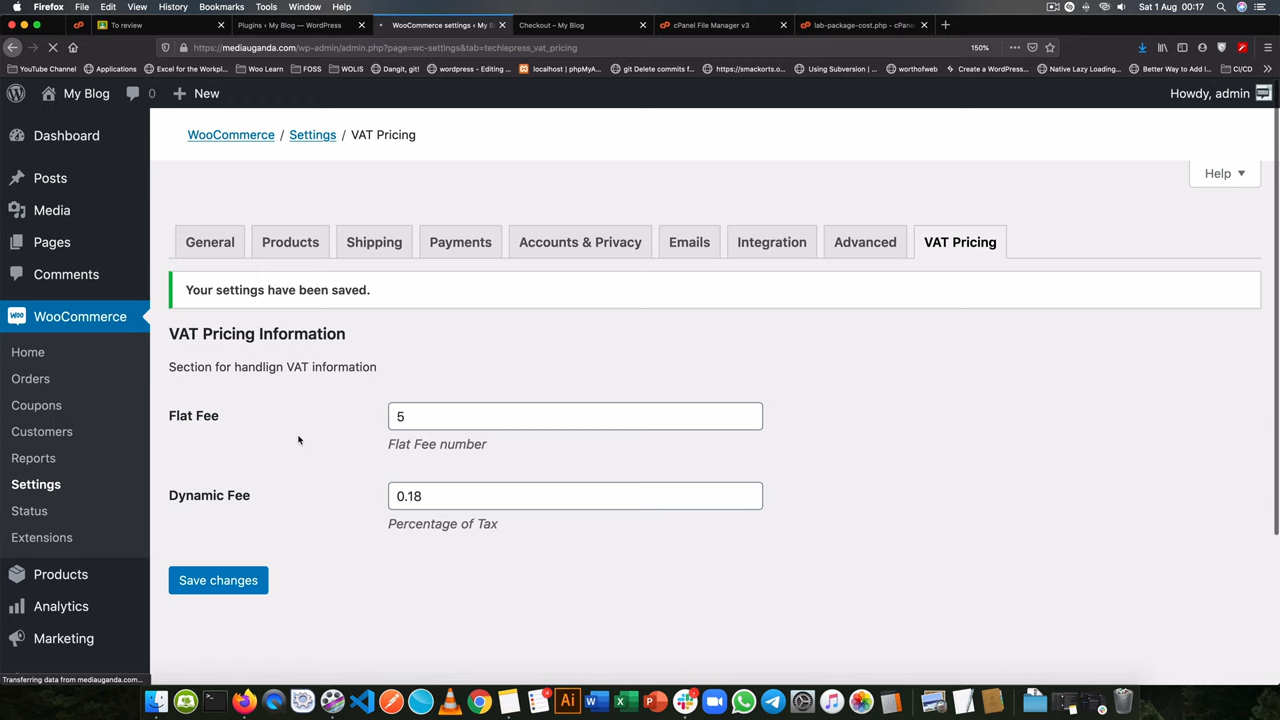 Firefox File Edit View History Bookmarks Tools Window Help
Sat 1 Aug 00:17
To review
Plugins ‹ My Blog — WordPress
WooCommerce settings ‹ My B
Checkout – My Blog
cPanel File Manager v3
lab-package-cost.php - cPan
https://mediauganda.com/wp-admin/admin.php?page=wc-settings&tab=techiepress_vat_pricing
150%
YouTube Channel
Applications
Excel for the Workpl...
Woo Learn
FOSS
WOLIS
Dangit, git!
wordpress - Editing ...
localhost | phpMyA...
git Delete commits f...
https://smackorts.o...
Using Subversion | ...
worthofweb
Create a WordPress...
Native Lazy Loading...
Better Way to Add I...
CI/CD
My Blog
0
New
Howdy, admin
Dashboard
Posts
Media
Pages
Comments
WooCommerce
Home
Orders
Coupons
Customers
Reports
Settings
Status
Extensions
Products
Analytics
Marketing
WooCommerce / Settings / VAT Pricing
Help
General
Products
Shipping
Payments
Accounts & Privacy
Emails
Integration
Advanced
VAT Pricing
Your settings have been saved.
VAT Pricing Information
Section for handlign VAT information
Flat Fee
5
Flat Fee number
Dynamic Fee
0.18
Percentage of Tax
Save changes
Transferring data from mediauganda.com...